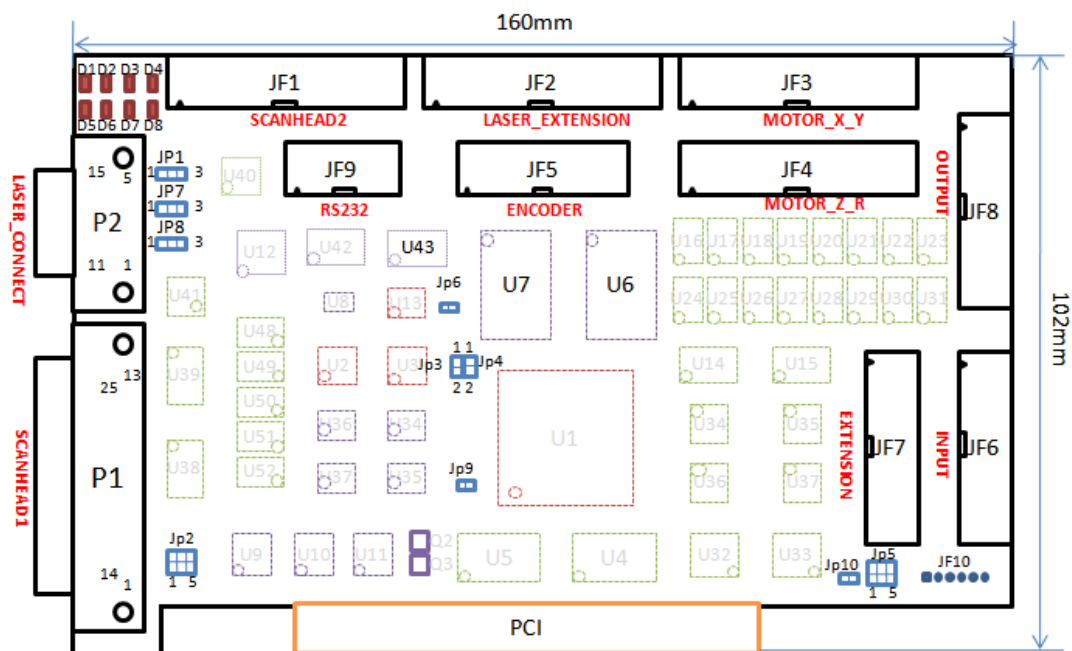 160mm
D1 D2 D3 D4
JF1 JF2 JF3
D5 D6 D7 D8
SCANHEAD2 LASER_EXTENSION MOTOR_X_Y
JP1
15 5 1 3
U40 JF9 JF5 JF4
OUTPUT
LASER_CONNECT
JP7
1 3
RS232 ENCODER MOTOR_Z_R
P2
JP8
1 3
JF8
U12 U42 U43
U16 U17 U18 U19 U20 U21 U22 U23
11 1
U7 U6
Jp6
U41 U8 U13
U24 U25 U26 U27 U28 U29 U30 U31
102mm
U48
1 1
Jp3 Jp4
2 2
U39 U49 U2 U3
U14 U15
13
25
U50
U1
U36 U34
U34 U35
EXTENSION
INPUT
SCANHEAD1
U51
JF7 JF6
U38 U52
P1
U37 U35
Jp9
U36 U37
Jp2
U9 U10 U11 Q2
Q3
U5 U4 U32 U33
14
1
1 5
Jp10 Jp5 JF10
1 5
PCI